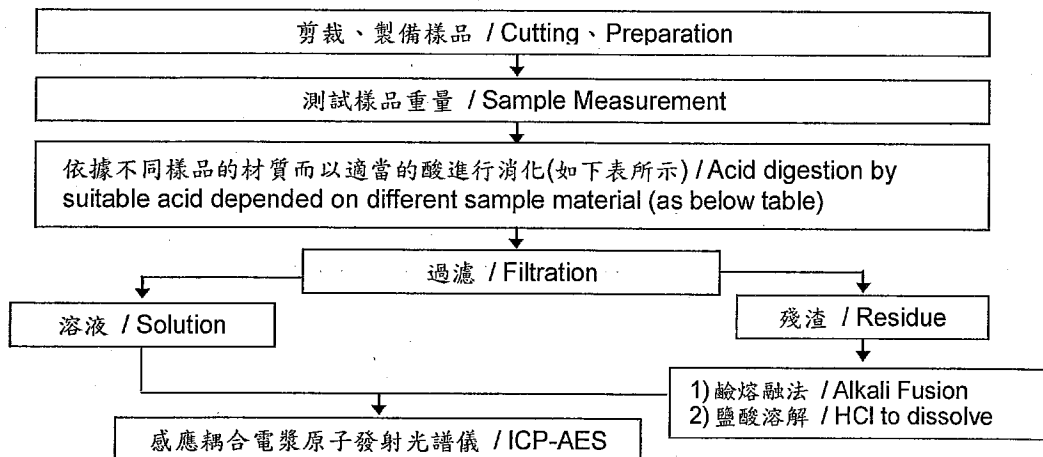 剪裁、製備樣品 / Cutting、Preparation
測試樣品重量 / Sample Measurement
依據不同樣品的材質而以適當的酸進行消化(如下表所示) / Acid digestion by
suitable acid depended on different sample material (as below table)
過濾 / Filtration
溶液 / Solution
殘渣 / Residue
1) 鹼熔融法 / Alkali Fusion
2) 鹽酸溶解 / HCl to dissolve
感應耦合電漿原子發射光譜儀 / ICP-AES